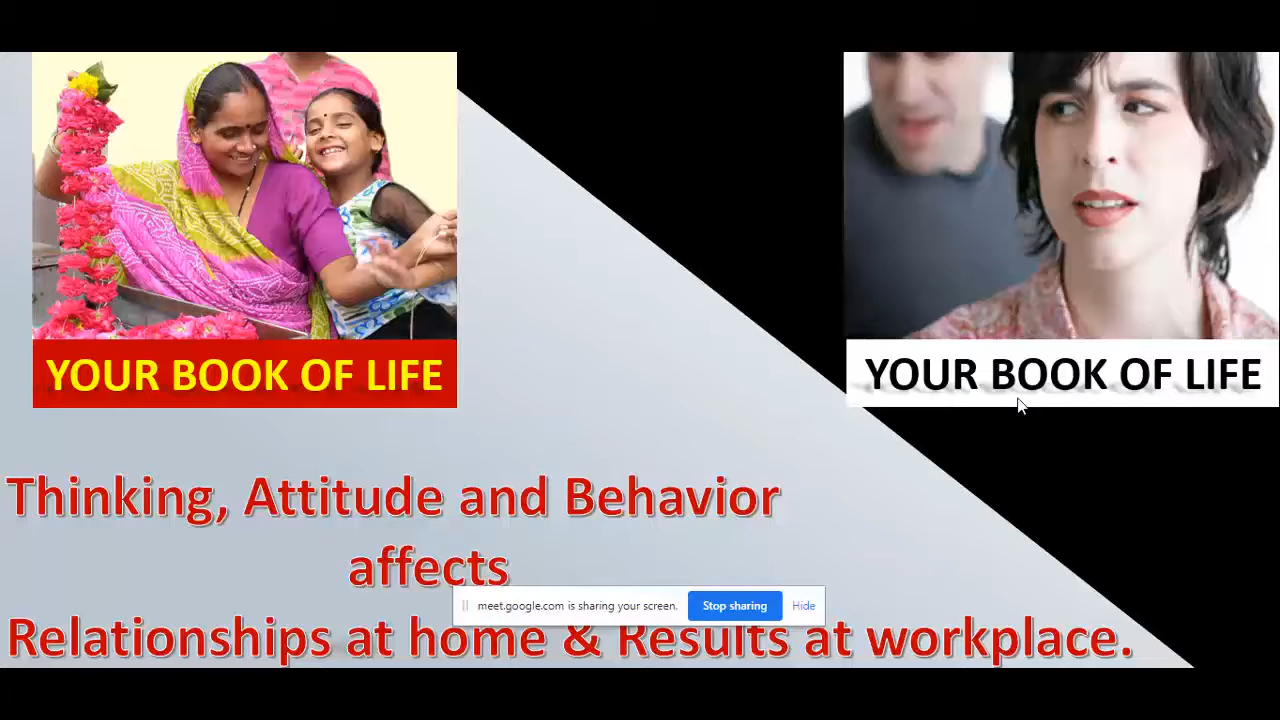 YOUR BOOK OF LIFE
YOUR BOOK OF LIFE
Thinking, Attitude and Behavior
affects
meet.google.com is sharing your screen.
Stop sharing
Hide
Relationships at home & Results at workplace.